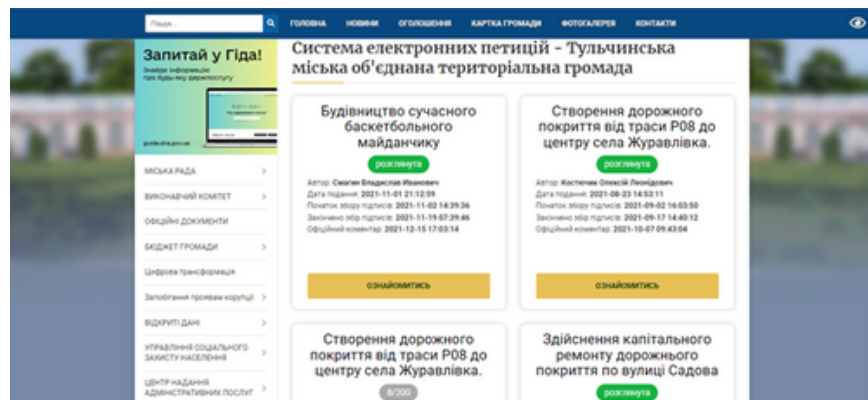 Пошук...
ГОЛОВНА НОВИНИ ОГОЛОШЕННЯ КАРТКА ГРОМАДИ ФОТОГАЛЕРЕЯ КОНТАКТИ
Запитай у Гіда!
Знайди інформацію
про будь-яку держпослугу
guide.diia.gov.ua
МІСЬКА РАДА
ВИКОНАВЧИЙ КОМІТЕТ
ОФІЦІЙНІ ДОКУМЕНТИ
БЮДЖЕТ ГРОМАДИ
Цифрова трансформація
Запобігання проявам корупції
ВІДКРИТІ ДАНІ
УПРАВЛІННЯ СОЦІАЛЬНОГО
ЗАХИСТУ НАСЕЛЕННЯ
ЦЕНТР НАДАННЯ
АДМІНІСТРАТИВНИХ ПОСЛУГ
Система електронних петицій - Тульчинська
міська об'єднана територіальна громада
Будівництво сучасного
баскетбольного
майданчику
розглянута
Автор: Смагин Владислав Иванович
Дата подання: 2021-11-01 21:12:59
Початок збору підписів: 2021-11-02 14:39:36
Закінчено збір підписів: 2021-11-19 07:39:46
Офіційний коментар: 2021-12-15 17:03:14
ОЗНАЙОМИТИСЬ
Створення дорожного
покриття від траси Р08 до
центру села Журавлівка.
розглянута
Автор: Костючик Олексій Леонідович
Дата подання: 2021-08-23 14:53:11
Початок збору підписів: 2021-09-02 16:03:50
Закінчено збір підписів: 2021-09-17 14:40:12
Офіційний коментар: 2021-10-07 09:43:04
ОЗНАЙОМИТИСЬ
Створення дорожного
покриття від траси Р08 до
центру села Журавлівка.
8/200
Здійснення капітального
ремонту дорожнього
покриття по вулиці Садова
розглянута